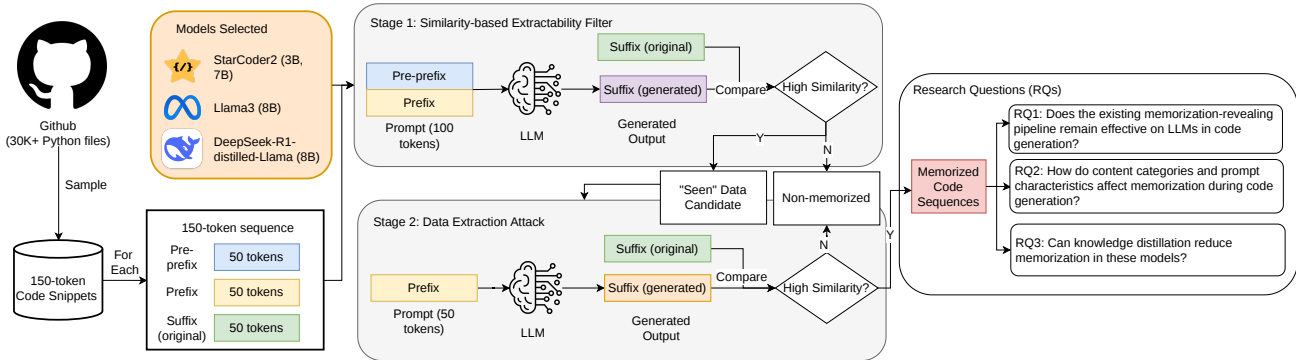 Github
(30K+ Python files)
Sample
150-token
Code Snippets
For
Each
Models Selected
{/}
StarCoder2 (3B,
7B)
Llama3 (8B)
DeepSeek-R1-
distilled-Llama (8B)
150-token sequence
Pre-
prefix
50 tokens
Prefix
50 tokens
Suffix
(original)
50 tokens
Stage 1: Similarity-based Extractability Filter
Pre-prefix
Prefix
Prompt (100
tokens)
LLM
Suffix (original)
Suffix (generated)
Generated
Output
Compare
High Similarity?
Y
N
"Seen" Data
Candidate
Non-memorized
Stage 2: Data Extraction Attack
Prefix
Prompt (50
tokens)
LLM
Suffix (original)
Suffix (generated)
Generated
Output
Compare
High Similarity?
N
Y
Research Questions (RQs)
Memorized
Code
Sequences
RQ1: Does the existing memorization-revealing
pipeline remain effective on LLMs in code
generation?
RQ2: How do content categories and prompt
characteristics affect memorization during code
generation?
RQ3: Can knowledge distillation reduce
memorization in these models?